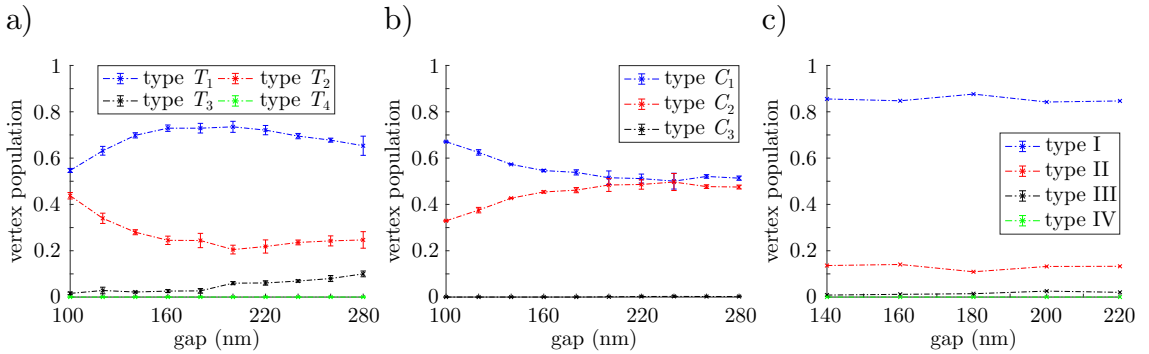 a)
type T₁ type T₂
type T₃ type T₄
1
0.8
0.6
0.4
0.2
0
vertex population
100 160 220 280
gap (nm)
b)
type C₁
type C₂
type C₃
1
0.8
0.6
0.4
0.2
0
vertex population
100 160 220 280
gap (nm)
c)
type I
type II
type III
type IV
1
0.8
0.6
0.4
0.2
0
vertex population
140 160 180 200 220
gap (nm)